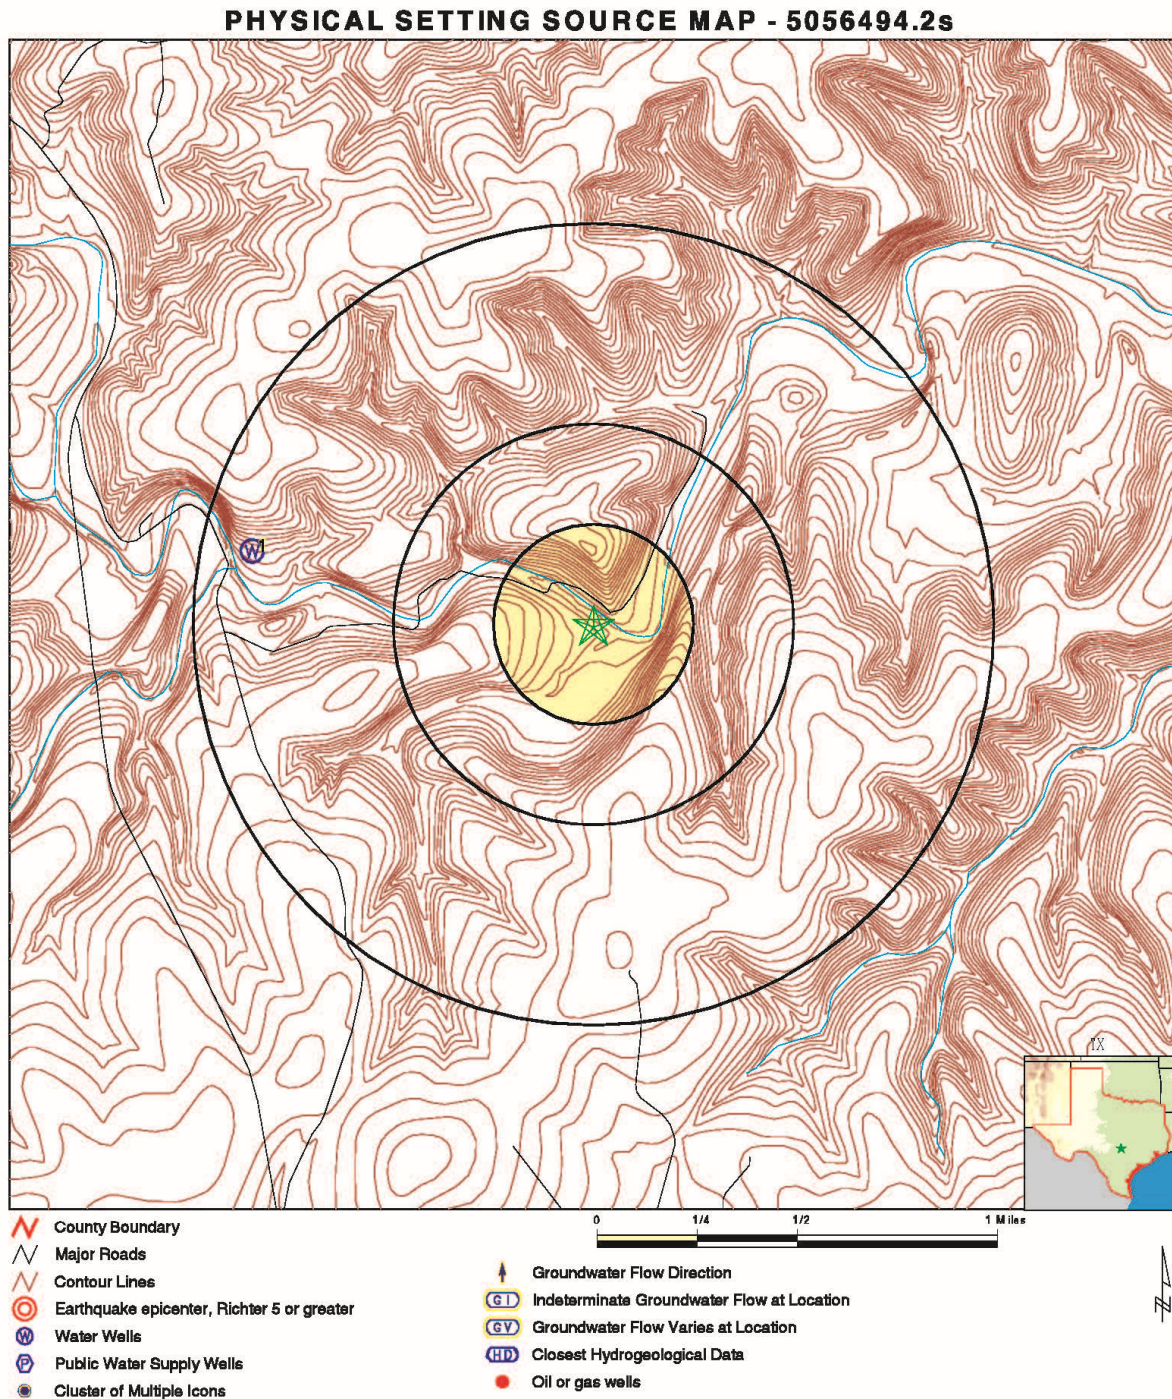 PHYSICAL SETTING SOURCE MAP - 5056494.2s
W 1
TX
0 1/4 1/2 1 Miles
County Boundary
Major Roads
Contour Lines
Earthquake epicenter, Richter 5 or greater
W Water Wells
P Public Water Supply Wells
Cluster of Multiple Icons
Groundwater Flow Direction
GI Indeterminate Groundwater Flow at Location
GV Groundwater Flow Varies at Location
HD Closest Hydrogeological Data
Oil or gas wells
N